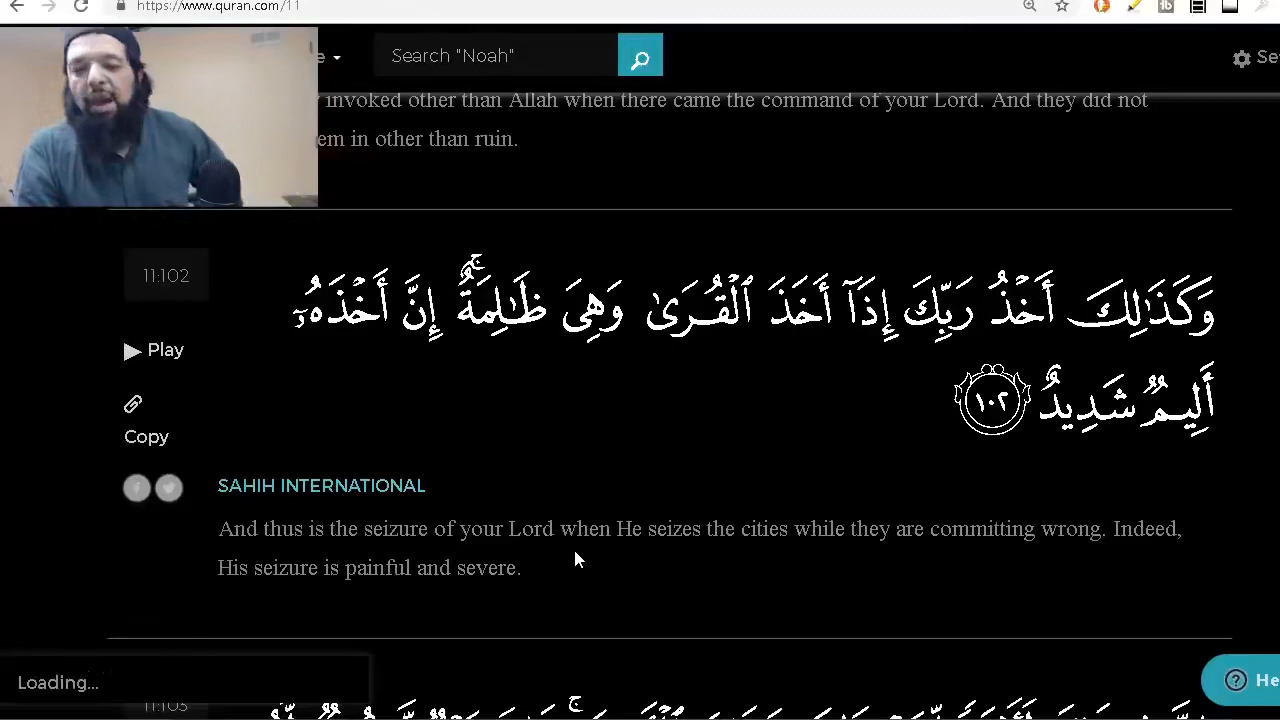 https://www.quran.com/11
e
Search "Noah"
Se
invoked other than Allah when there came the command of your Lord. And they did not
em in other than ruin.
11:102
وَكَذَٰلِكَ أَخْذُ رَبِّكَ إِذَآ أَخَذَ ٱلْقُرَىٰ وَهِىَ ظَـٰلِمَةٌ ۚ إِنَّ أَخْذَهُۥٓ
أَلِيمٌ شَدِيدٌ ١٠٢
Play
Copy
SAHIH INTERNATIONAL
And thus is the seizure of your Lord when He seizes the cities while they are committing wrong. Indeed,
His seizure is painful and severe.
Loading...
He
11:103